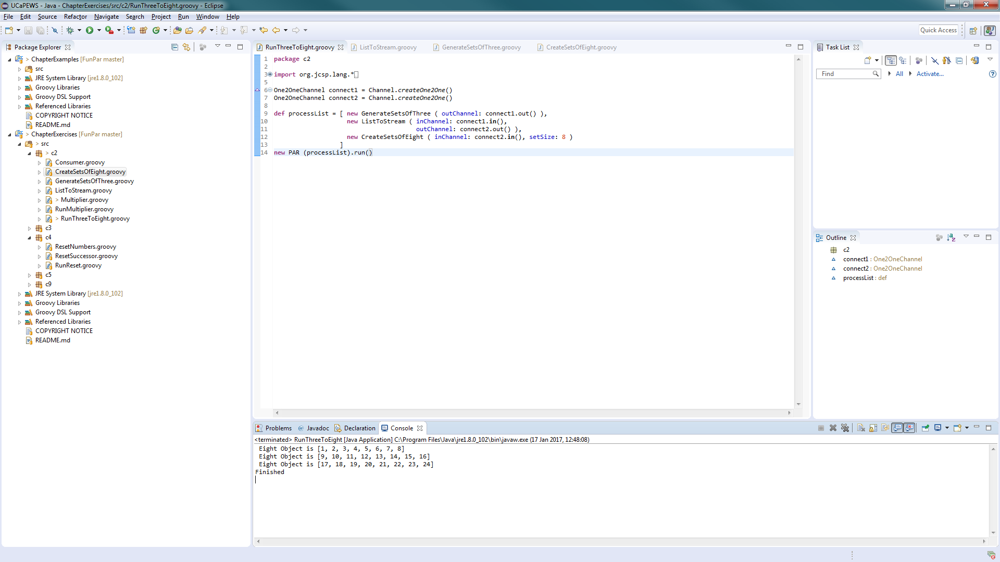 UCaPEWS - Java - ChapterExercises/src/c2/RunThreeToEight.groovy - Eclipse
File Edit Source Refactor Navigate Search Project Run Window Help
Quick Access
Package Explorer
> ChapterExamples [FunPar master]
src
JRE System Library [jre1.8.0_102]
Groovy Libraries
Groovy DSL Support
Referenced Libraries
COPYRIGHT NOTICE
README.md
> ChapterExercises [FunPar master]
> src
> c2
Consumer.groovy
CreateSetsOfEight.groovy
GenerateSetsOfThree.groovy
ListToStream.groovy
> Multiplier.groovy
RunMultiplier.groovy
> RunThreeToEight.groovy
c3
c4
ResetNumbers.groovy
ResetSuccessor.groovy
RunReset.groovy
c5
c9
JRE System Library [jre1.8.0_102]
Groovy Libraries
Groovy DSL Support
Referenced Libraries
COPYRIGHT NOTICE
README.md
RunThreeToEight.groovy ListToStream.groovy GenerateSetsOfThree.groovy CreateSetsOfEight.groovy
1 package c2
2
3 import org.jcsp.lang.*
5
6 One2OneChannel connect1 = Channel.createOne2One()
7 One2OneChannel connect2 = Channel.createOne2One()
8
9 def processList = [ new GenerateSetsOfThree ( outChannel: connect1.out() ),
10 new ListToStream ( inChannel: connect1.in(),
11 outChannel: connect2.out() ),
12 new CreateSetsOfEight ( inChannel: connect2.in(), setSize: 8 )
13 ]
14 new PAR (processList).run()
Task List
Find All Activate...
Outline
c2
connect1 : One2OneChannel
connect2 : One2OneChannel
processList : def
Problems @ Javadoc Declaration Console
<terminated> RunThreeToEight [Java Application] C:\Program Files\Java\jre1.8.0_102\bin\javaw.exe (17 Jan 2017, 12:48:08)
Eight Object is [1, 2, 3, 4, 5, 6, 7, 8]
Eight Object is [9, 10, 11, 12, 13, 14, 15, 16]
Eight Object is [17, 18, 19, 20, 21, 22, 23, 24]
Finished